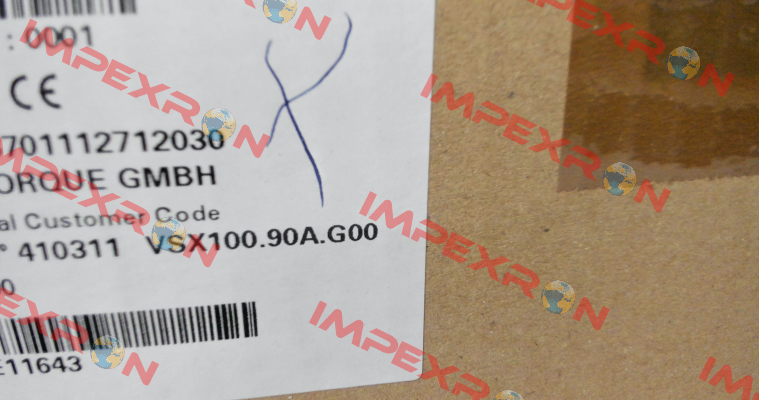 : 0001
CE
701112712030
ORQUE GMBH
al Customer Code
° 410311 VSX100.90A.G00
0
E11643
IMPEXRON
IMPEXRON
IMPEXRON
IMPEXRON
IMPEXRON
IMPEXRON